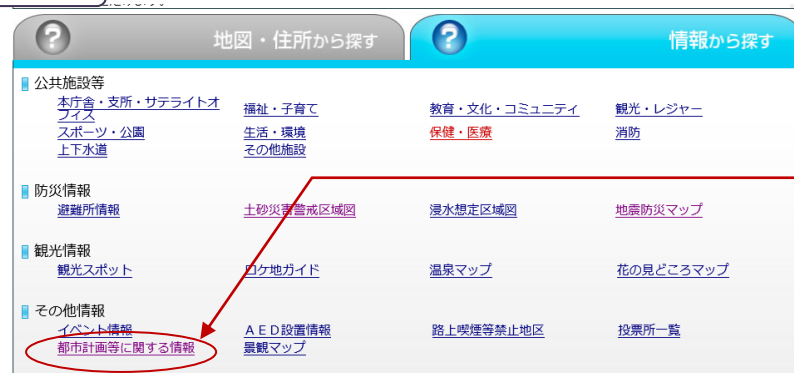 ? 地図・住所から探す ? 情報から探す
公共施設等
本庁舎・支所・サテライトオフィス 福祉・子育て 教育・文化・コミュニティ 観光・レジャー
スポーツ・公園 生活・環境 保健・医療 消防
上下水道 その他施設
防災情報
避難所情報 土砂災害警戒区域図 浸水想定区域図 地震防災マップ
観光情報
観光スポット ロケ地ガイド 温泉マップ 花の見どころマップ
その他情報
イベント情報 AED設置情報 路上喫煙等禁止地区 投票所一覧
都市計画等に関する情報 景観マップ